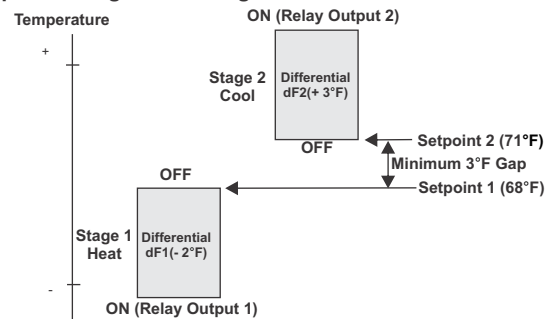 Temperature
ON (Relay Output 2)
+
Stage 2
Cool
Differential
dF2(+ 3°F)
OFF
Setpoint 2 (71°F)
Minimum 3°F Gap
OFF
Setpoint 1 (68°F)
Stage 1
Heat
Differential
dF1(- 2°F)
-
ON (Relay Output 1)